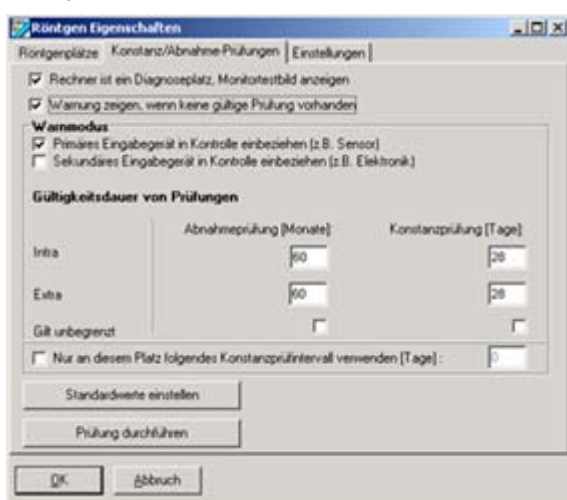 Röntgen Eigenschaften
Röntgenplätze Konstanz/Abnahme-Prüfungen Einstellungen
Rechner ist ein Diagnoseplatz, Monitortestbild anzeigen
Warnung zeigen, wenn keine gültige Prüfung vorhanden
Warnmodus
Primäres Eingabegerät in Kontrolle einbeziehen (z.B. Sensor)
Sekundäres Eingabegerät in Kontrolle einbeziehen (z.B. Elektronik)
Gültigkeitsdauer von Prüfungen
Abnahmeprüfung [Monate] Konstanzprüfung [Tage]
Intra 60 28
Extra 60 28
Gilt unbegrenzt
Nur an diesem Platz folgendes Konstanzprüfintervall verwenden [Tage] : 0
Standardwerte einstellen
Prüfung durchführen
OK Abbruch